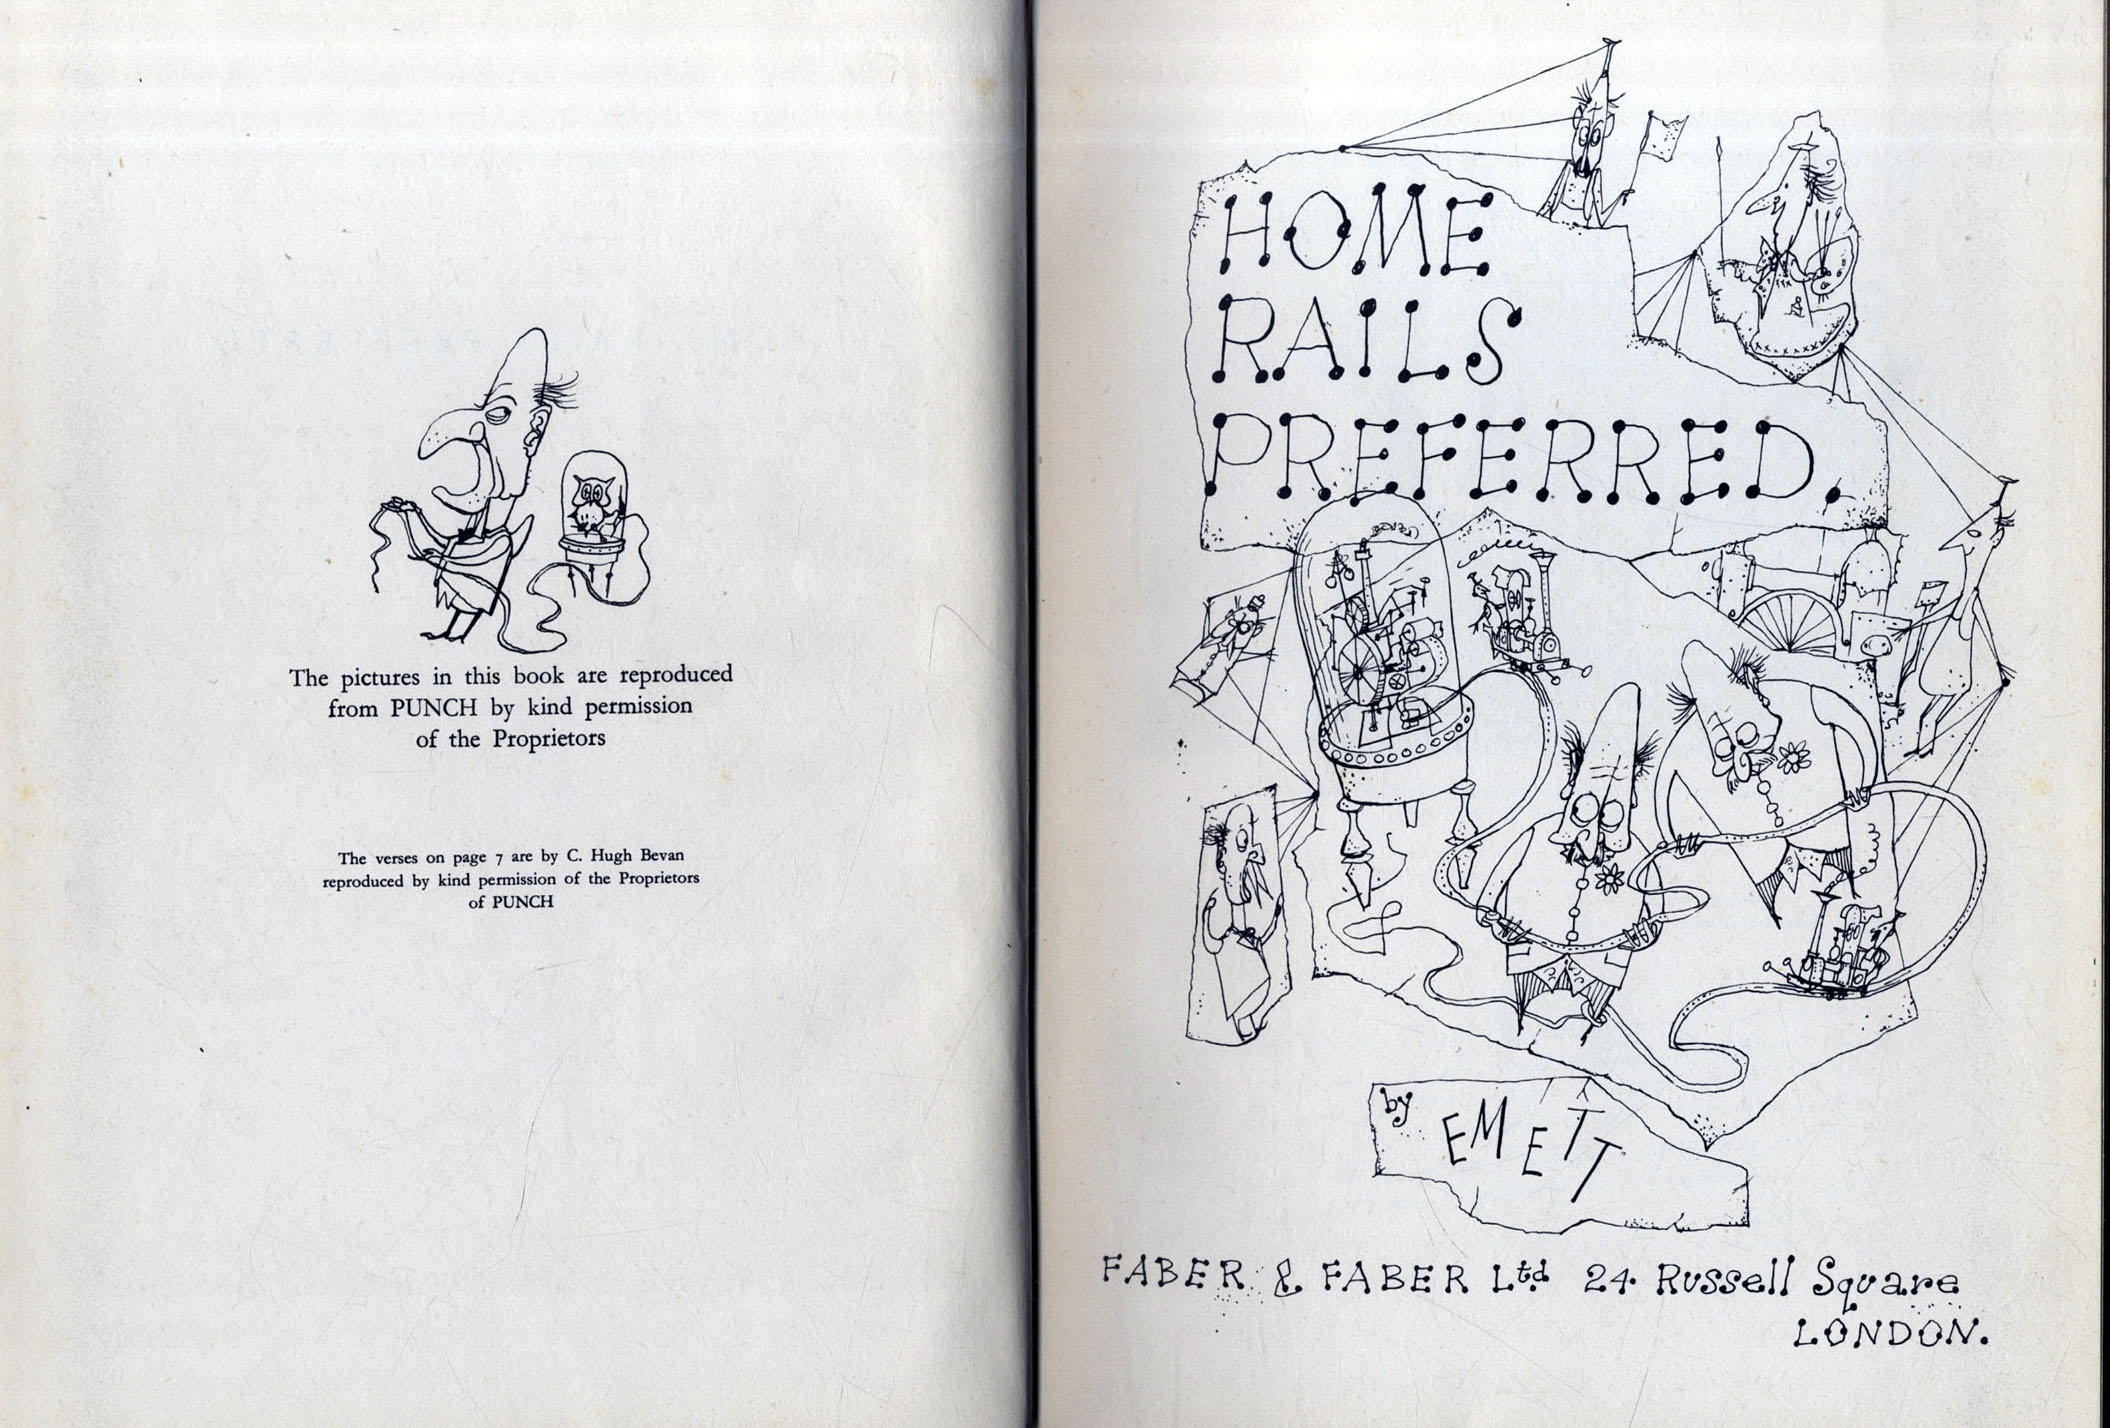 The pictures in this book are reproduced
from PUNCH by kind permission
of the Proprietors
The verses on page 7 are by C. Hugh Bevan
reproduced by kind permission of the Proprietors
of PUNCH
HOME
RAILS
PREFERRED.
by EMETT
FABER & FABER Ltd 24 Russell Square
LONDON.